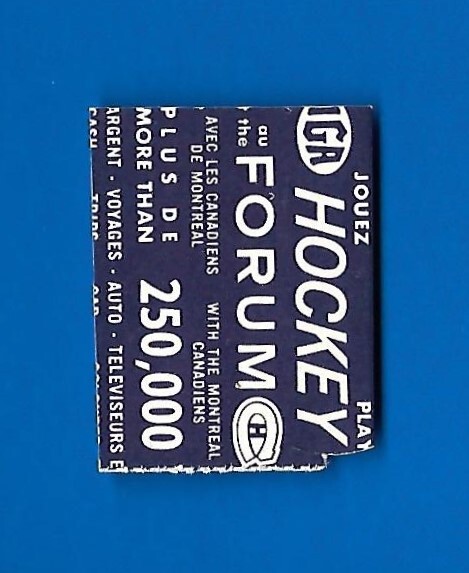 JOUEZ PLAY
IGA HOCKEY
au
the FORUM
AVEC LES CANADIENS WITH THE MONTREAL
DE MONTREAL CANADIENS
PLUS DE
MORE THAN 250,000
ARGENT - VOYAGES - AUTO - TELEVISEURS E